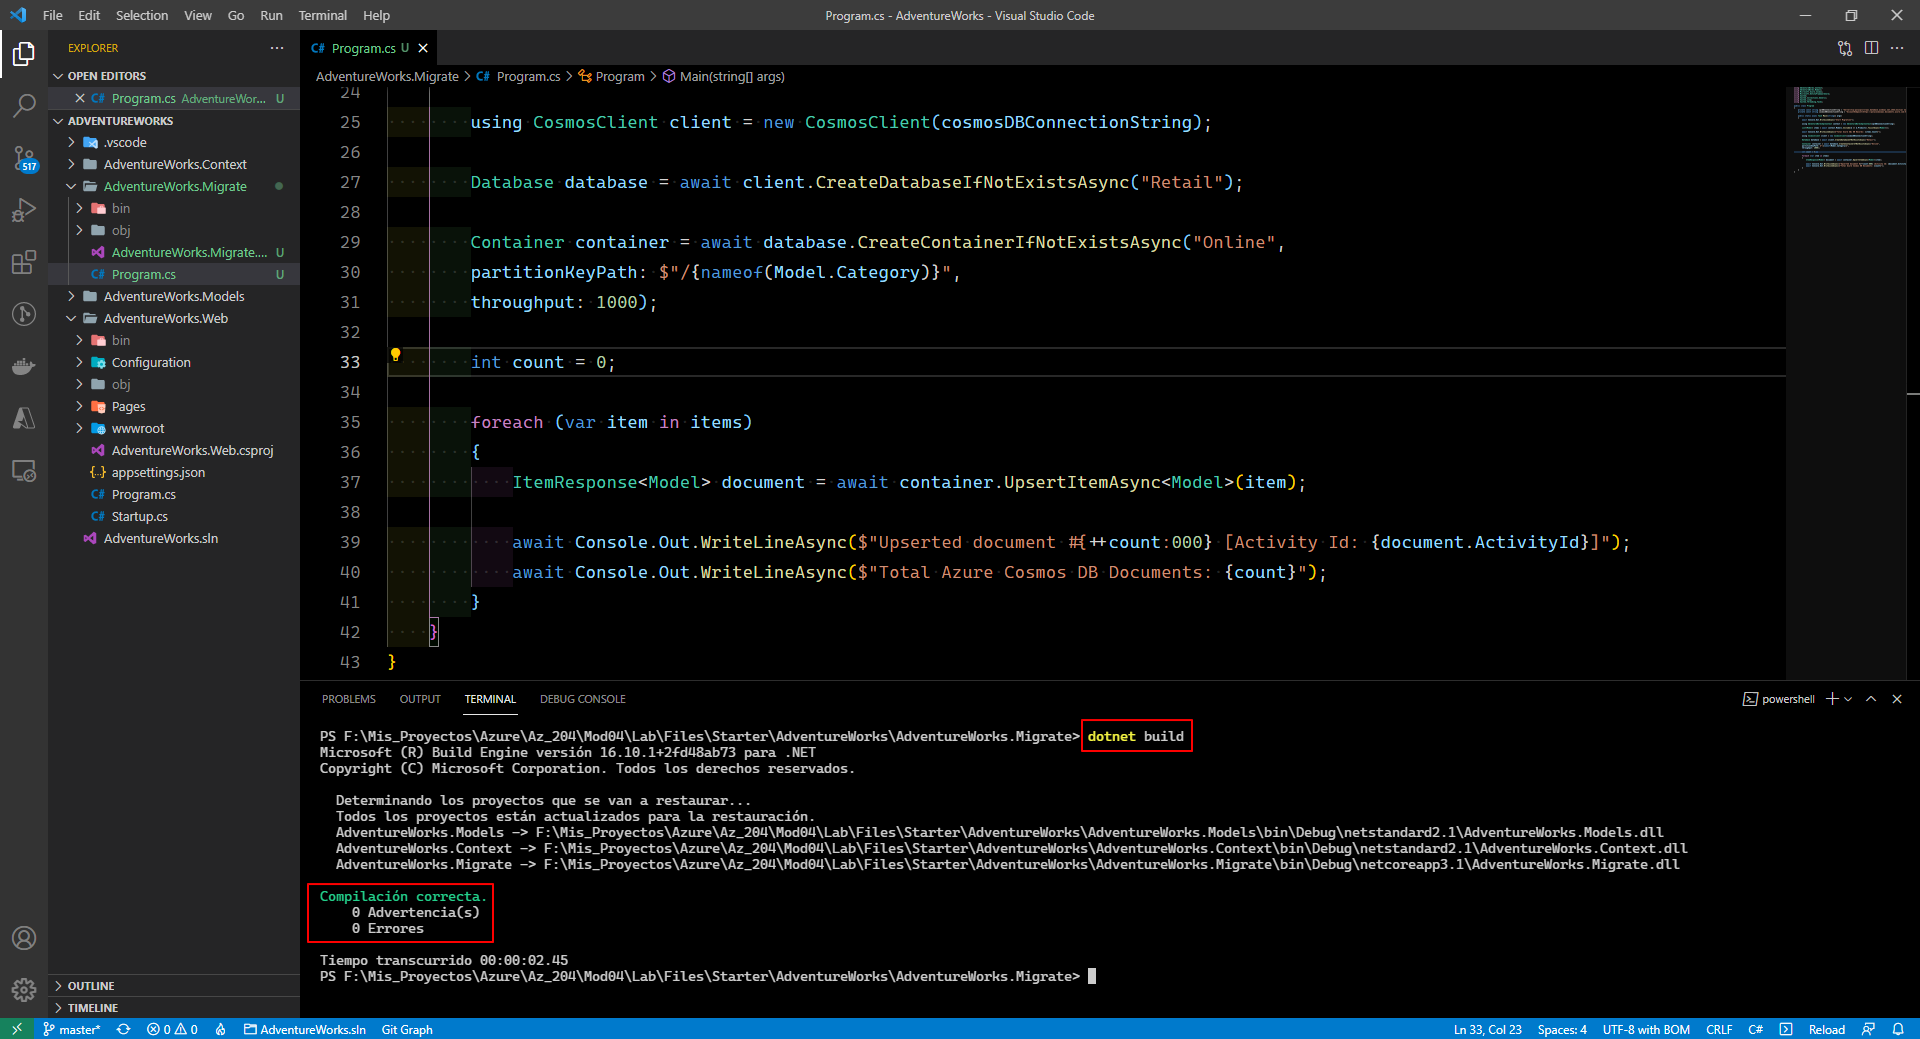 File Edit Selection View Go Run Terminal Help
Program.cs - AdventureWorks - Visual Studio Code
EXPLORER
OPEN EDITORS
Program.cs AdventureWor... U
ADVENTUREWORKS
.vscode
AdventureWorks.Context
AdventureWorks.Migrate
bin
obj
AdventureWorks.Migrate.... U
Program.cs U
AdventureWorks.Models
AdventureWorks.Web
bin
Configuration
obj
Pages
wwwroot
AdventureWorks.Web.csproj
appsettings.json
Program.cs
Startup.cs
AdventureWorks.sln
OUTLINE
TIMELINE
517
C# Program.cs U
AdventureWorks.Migrate > C# Program.cs > Program > Main(string[] args)
24
25 using CosmosClient client = new CosmosClient(cosmosDBConnectionString);
26
27 Database database = await client.CreateDatabaseIfNotExistsAsync("Retail");
28
29 Container container = await database.CreateContainerIfNotExistsAsync("Online",
30 partitionKeyPath: $"/{nameof(Model.Category)}",
31 throughput: 1000);
32
33 int count = 0;
34
35 foreach (var item in items)
36 {
37 ItemResponse<Model> document = await container.UpsertItemAsync<Model>(item);
38
39 await Console.Out.WriteLineAsync($"Upserted document #{++count:000} [Activity Id: {document.ActivityId}]");
40 await Console.Out.WriteLineAsync($"Total Azure Cosmos DB Documents: {count}");
41 }
42 }
43 }
PROBLEMS OUTPUT TERMINAL DEBUG CONSOLE
powershell
PS F:\Mis_Proyectos\Azure\Az_204\Mod04\Lab\Files\Starter\AdventureWorks\AdventureWorks.Migrate> dotnet build
Microsoft (R) Build Engine versión 16.10.1+2fd48ab73 para .NET
Copyright (C) Microsoft Corporation. Todos los derechos reservados.
Determinando los proyectos que se van a restaurar...
Todos los proyectos están actualizados para la restauración.
AdventureWorks.Models -> F:\Mis_Proyectos\Azure\Az_204\Mod04\Lab\Files\Starter\AdventureWorks\AdventureWorks.Models\bin\Debug\netstandard2.1\AdventureWorks.Models.dll
AdventureWorks.Context -> F:\Mis_Proyectos\Azure\Az_204\Mod04\Lab\Files\Starter\AdventureWorks\AdventureWorks.Context\bin\Debug\netstandard2.1\AdventureWorks.Context.dll
AdventureWorks.Migrate -> F:\Mis_Proyectos\Azure\Az_204\Mod04\Lab\Files\Starter\AdventureWorks\AdventureWorks.Migrate\bin\Debug\netcoreapp3.1\AdventureWorks.Migrate.dll
Compilación correcta.
0 Advertencia(s)
0 Errores
Tiempo transcurrido 00:00:02.45
PS F:\Mis_Proyectos\Azure\Az_204\Mod04\Lab\Files\Starter\AdventureWorks\AdventureWorks.Migrate>
master* 0 0 AdventureWorks.sln Git Graph
Ln 33, Col 23 Spaces: 4 UTF-8 with BOM CRLF C# Reload